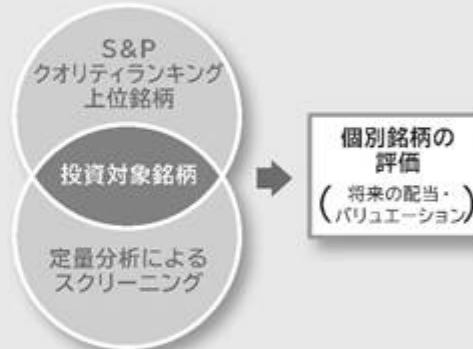 S&P
クオリティランキング
上位銘柄
投資対象銘柄
定量分析による
スクリーニング
個別銘柄の
評価
(将来の配当・
バリュエーション)